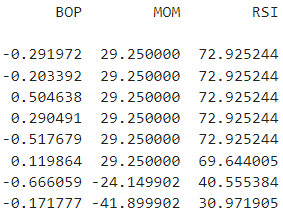 BOP MOM RSI
-0.291972 29.250000 72.925244
-0.203392 29.250000 72.925244
0.504638 29.250000 72.925244
0.290491 29.250000 72.925244
-0.517679 29.250000 72.925244
0.119864 29.250000 69.644005
-0.666059 -24.149902 40.555384
-0.171777 -41.899902 30.971905